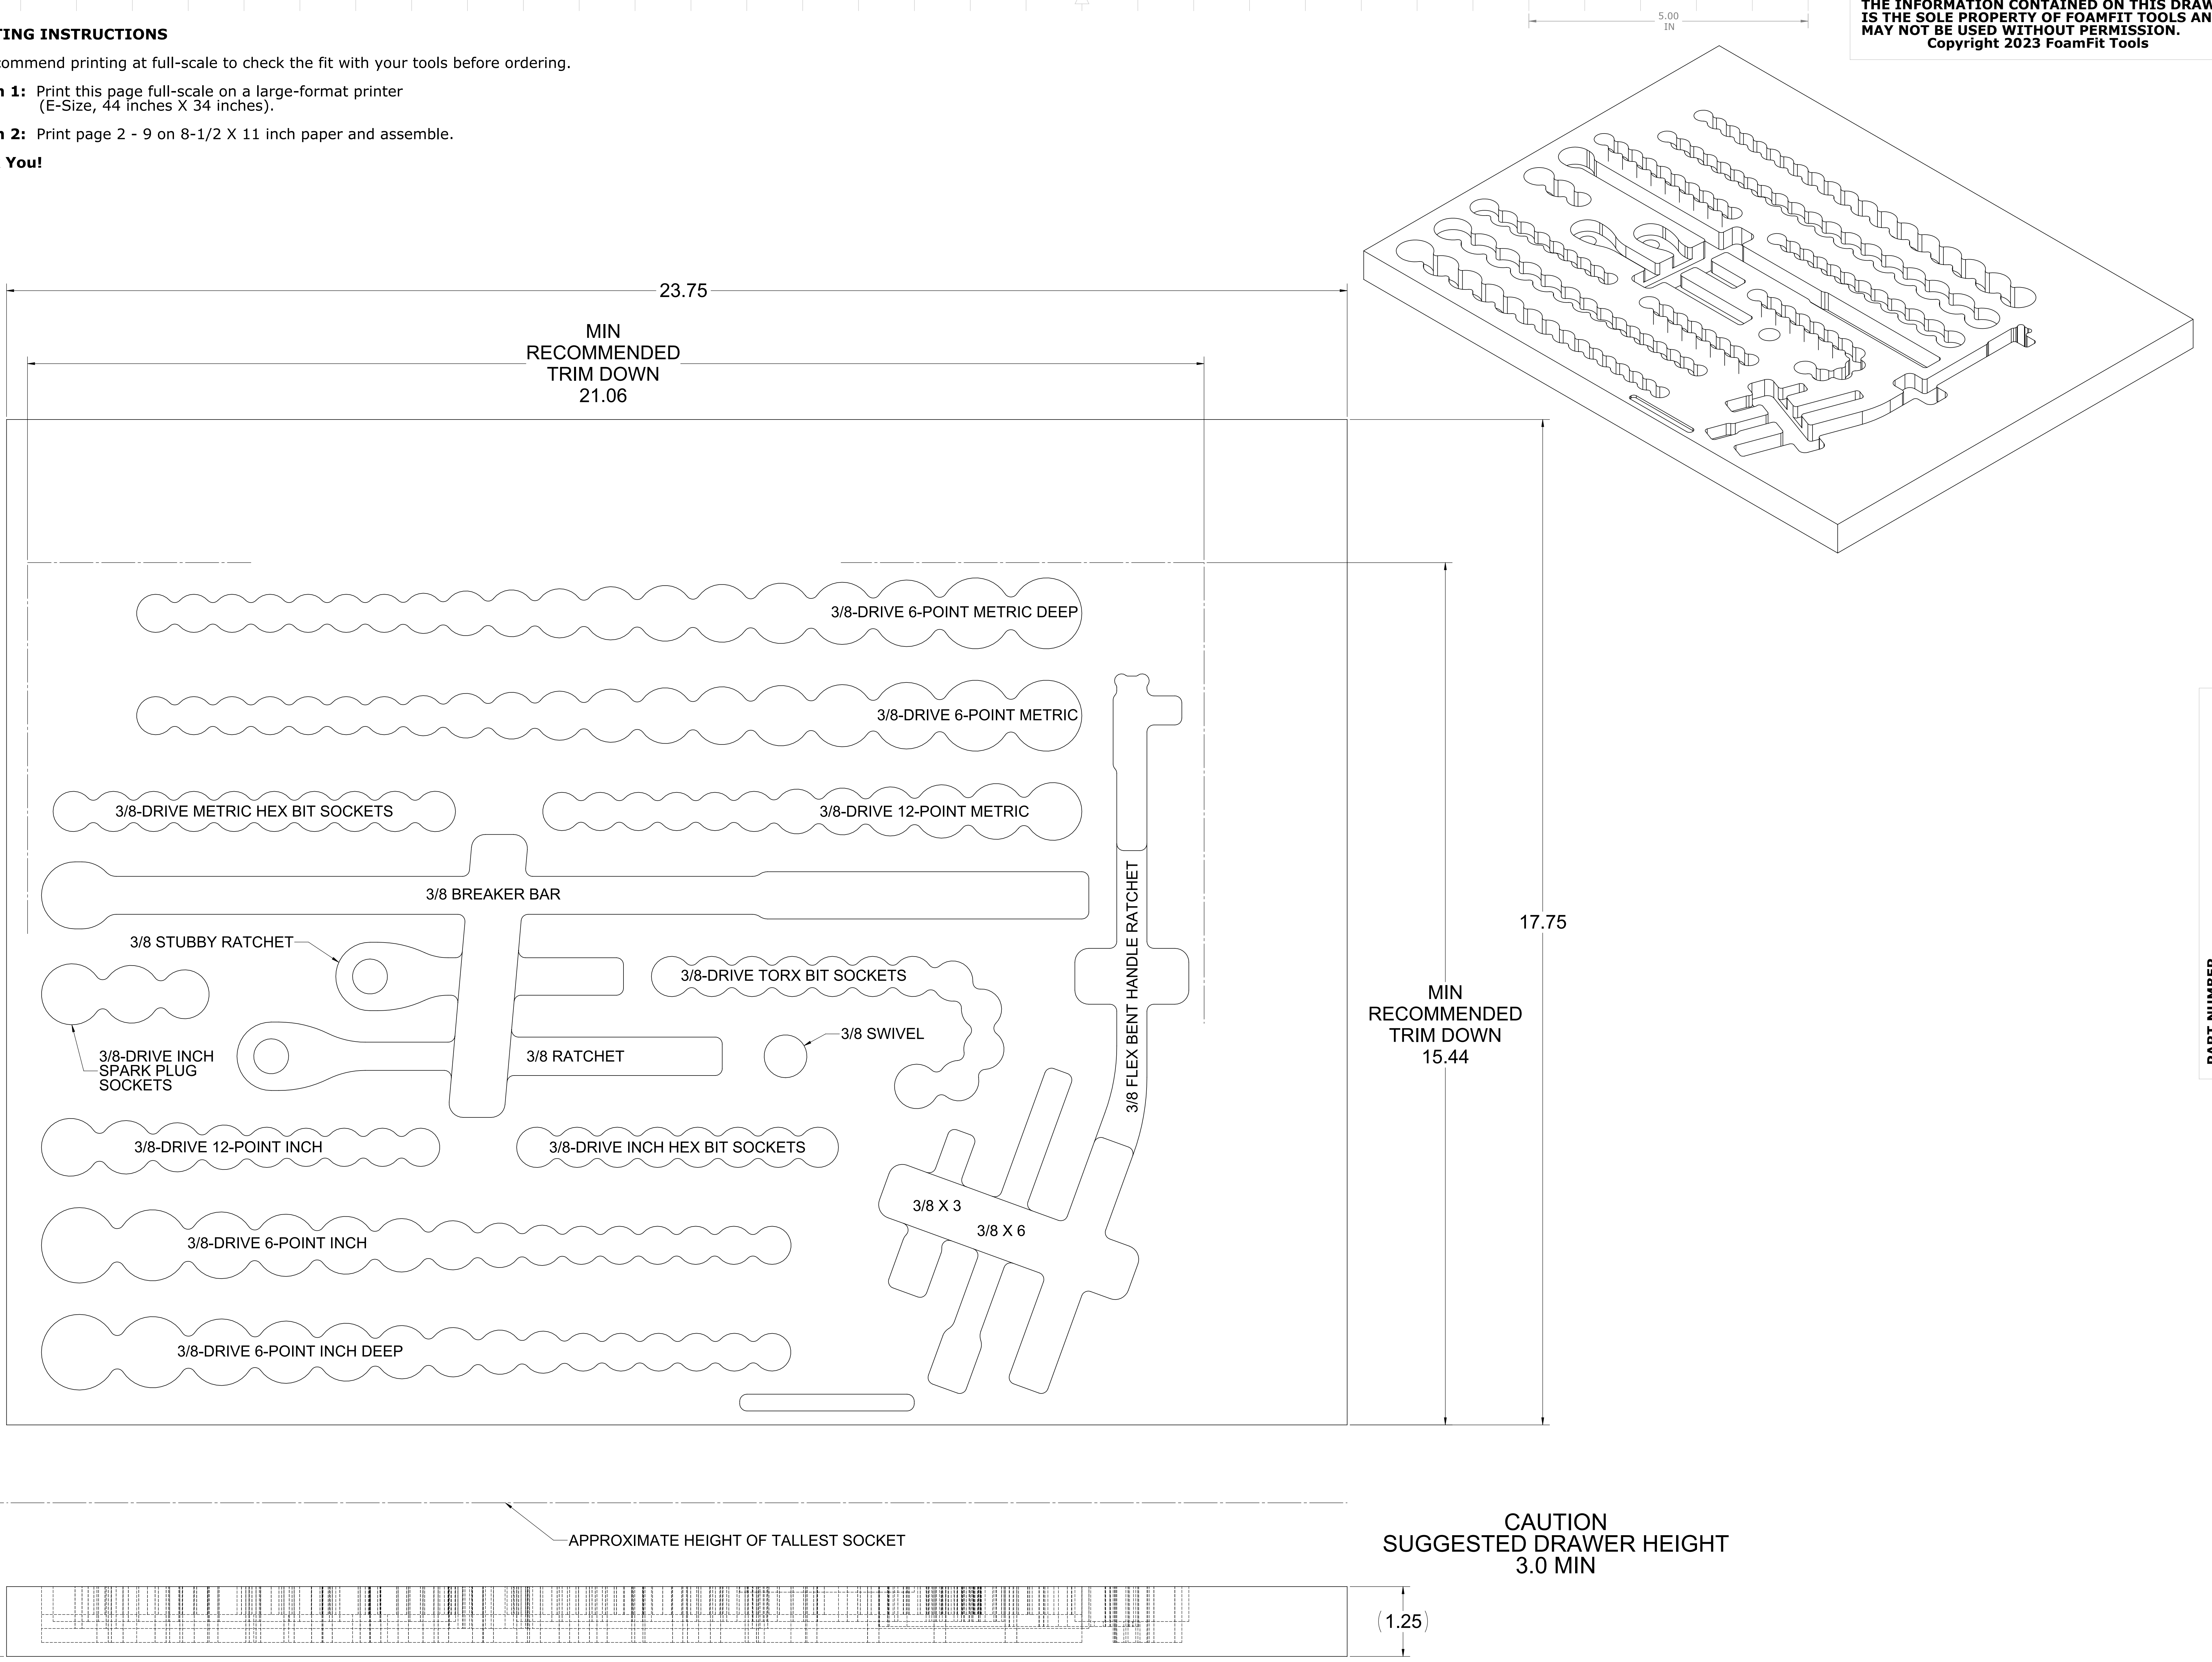 TING INSTRUCTIONS
commend printing at full-scale to check the fit with your tools before ordering.
n 1: Print this page full-scale on a large-format printer
(E-Size, 44 inches X 34 inches).
n 2: Print page 2 - 9 on 8-1/2 X 11 inch paper and assemble.
You!
5.00
IN
THE INFORMATION CONTAINED ON THIS DRAW
IS THE SOLE PROPERTY OF FOAMFIT TOOLS AN
MAY NOT BE USED WITHOUT PERMISSION.
Copyright 2023 FoamFit Tools
23.75
MIN
RECOMMENDED
TRIM DOWN
21.06
3/8-DRIVE 6-POINT METRIC DEEP
3/8-DRIVE 6-POINT METRIC
3/8-DRIVE METRIC HEX BIT SOCKETS
3/8-DRIVE 12-POINT METRIC
3/8 BREAKER BAR
3/8 STUBBY RATCHET
3/8-DRIVE TORX BIT SOCKETS
3/8 SWIVEL
3/8-DRIVE INCH
SPARK PLUG
SOCKETS
3/8 RATCHET
3/8 FLEX BENT HANDLE RATCHET
3/8-DRIVE 12-POINT INCH
3/8-DRIVE INCH HEX BIT SOCKETS
3/8 X 3
3/8 X 6
3/8-DRIVE 6-POINT INCH
3/8-DRIVE 6-POINT INCH DEEP
17.75
MIN
RECOMMENDED
TRIM DOWN
15.44
PART NUMBER
APPROXIMATE HEIGHT OF TALLEST SOCKET
CAUTION
SUGGESTED DRAWER HEIGHT
3.0 MIN
(1.25)